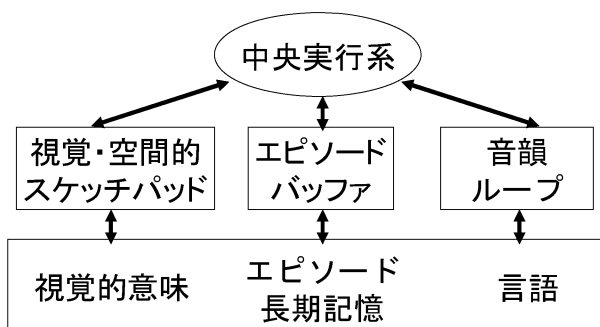 中央実行系
視覚・空間的
スケッチパッド
エピソード
バッファ
音韻
ループ
視覚的意味
エピソード
長期記憶
言語